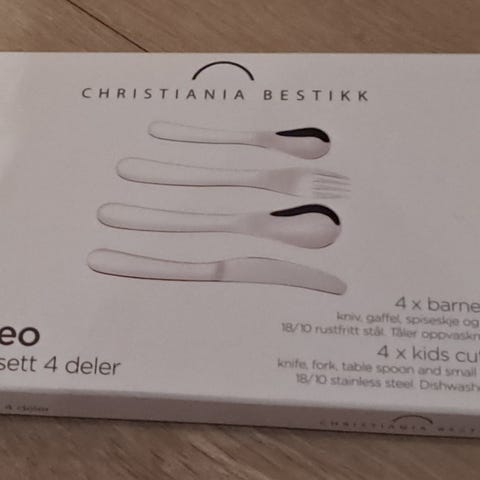 CHRISTIANIA BESTIKK
4 x barne
kniv, gaffel, spiseskje og
18/10 rustfritt stål. Tåler oppvaskm
4 x kids cu
knife, fork, table spoon and small
18/10 stainless steel. Dishwashe
eo
sett 4 deler
4 deler
CHRISTIANIA BESTIKK